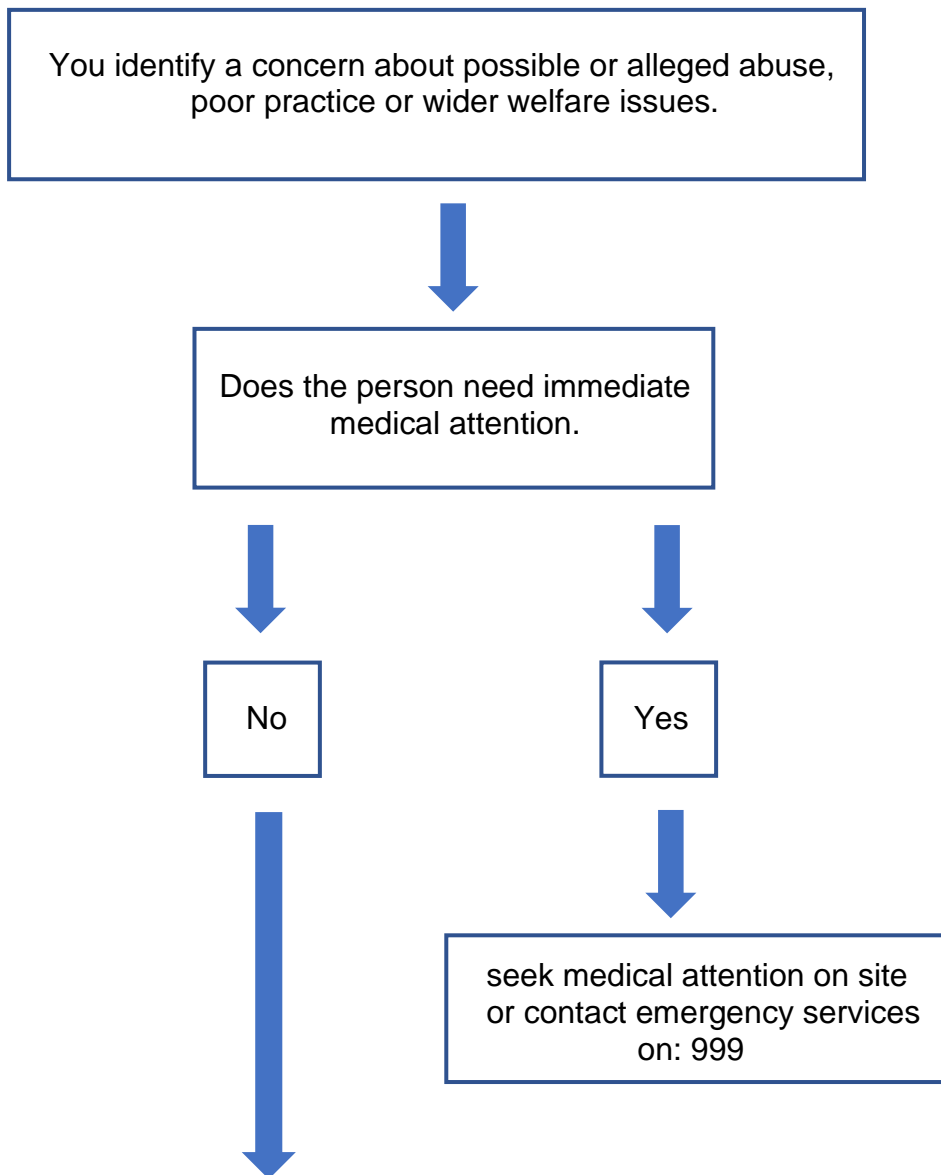 You identify a concern about possible or alleged abuse,
poor practice or wider welfare issues.
Does the person need immediate
medical attention.
No
Yes
seek medical attention on site
or contact emergency services
on: 999